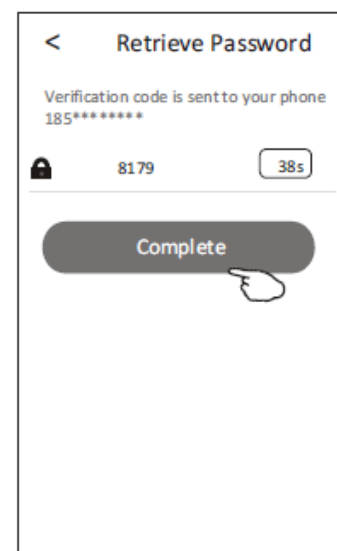 < Retrieve Password
Verification code is sent to your phone
185********
8179 38s
Complete